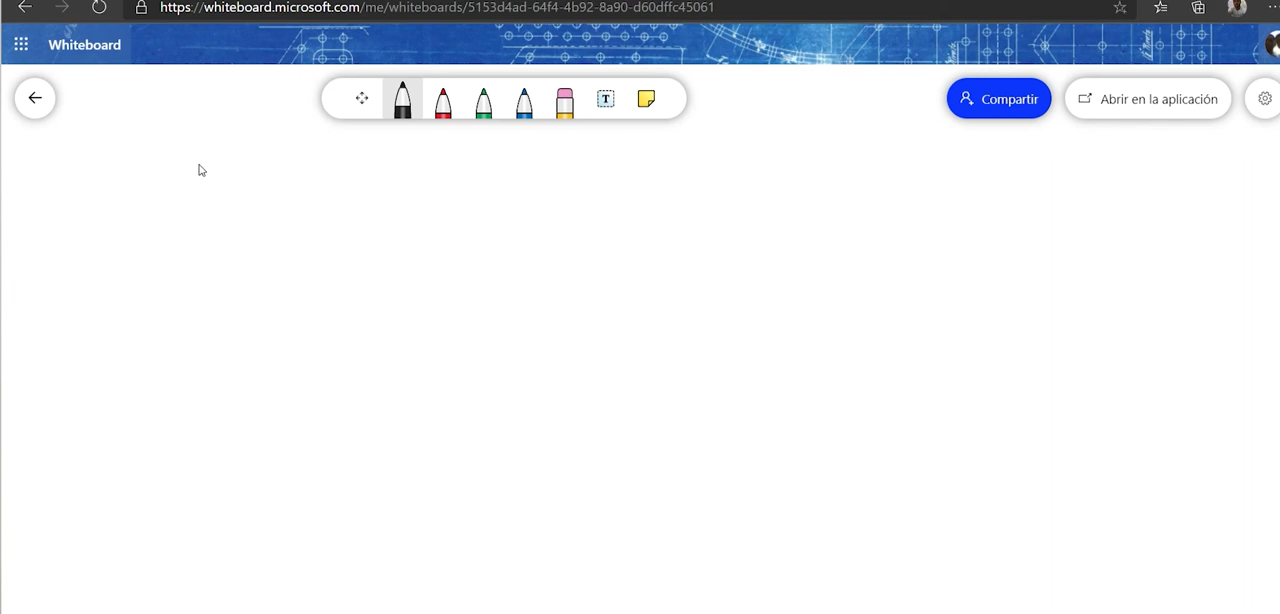 https://whiteboard.microsoft.com/me/whiteboards/5153d4ad-64f4-4b92-8a90-d60dffc45061
Whiteboard
T
Compartir
Abrir en la aplicación